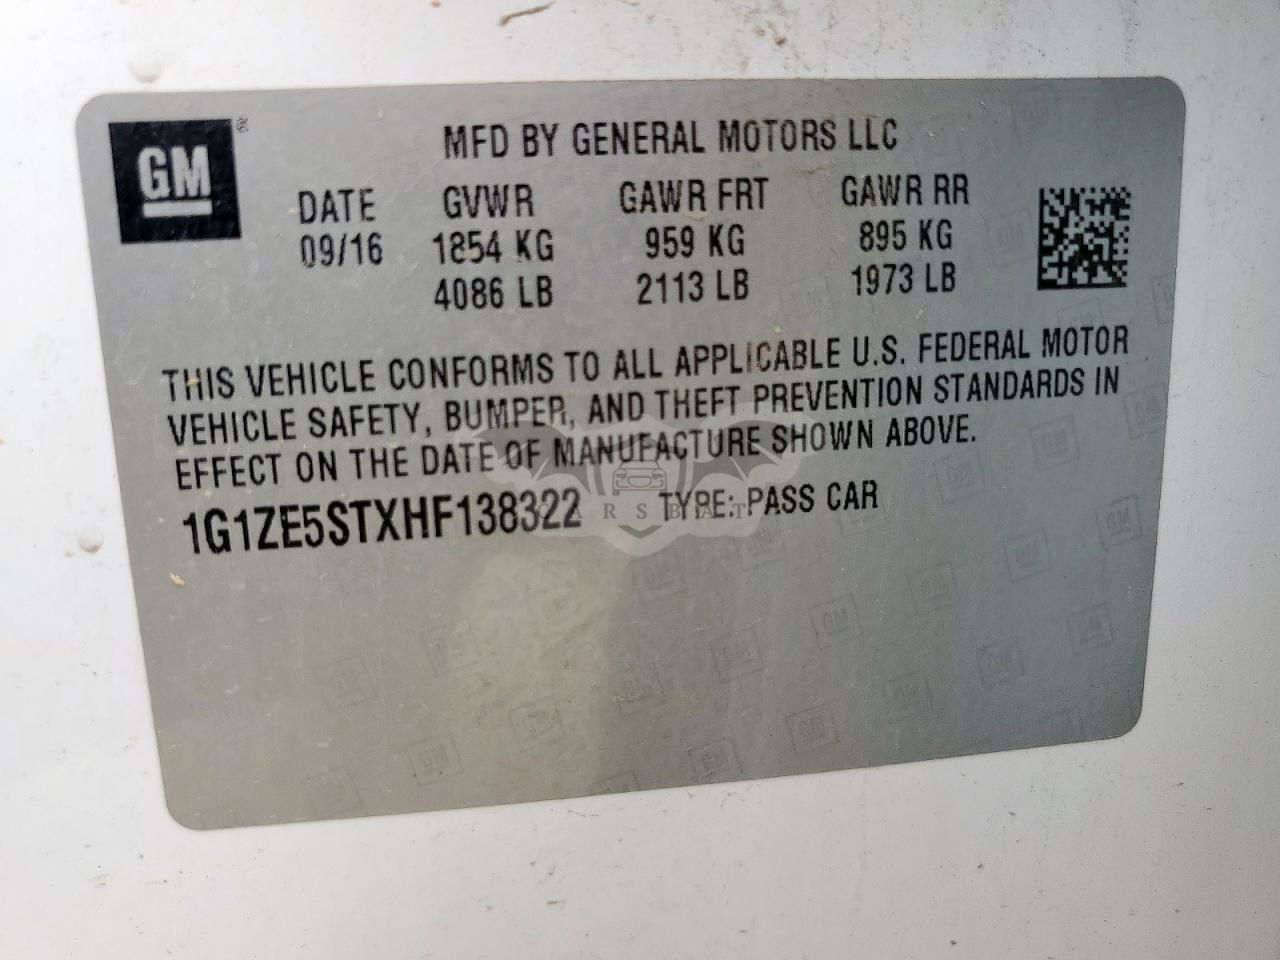 GM
MFD BY GENERAL MOTORS LLC
DATE GVWR GAWR FRT GAWR RR
09/16 1854 KG 959 KG 895 KG
4086 LB 2113 LB 1973 LB
THIS VEHICLE CONFORMS TO ALL APPLICABLE U.S. FEDERAL MOTOR
VEHICLE SAFETY, BUMPER, AND THEFT PREVENTION STANDARDS IN
EFFECT ON THE DATE OF MANUFACTURE SHOWN ABOVE.
1G1ZE5STXHF138322 TYPE: PASS CAR
CARSBAT